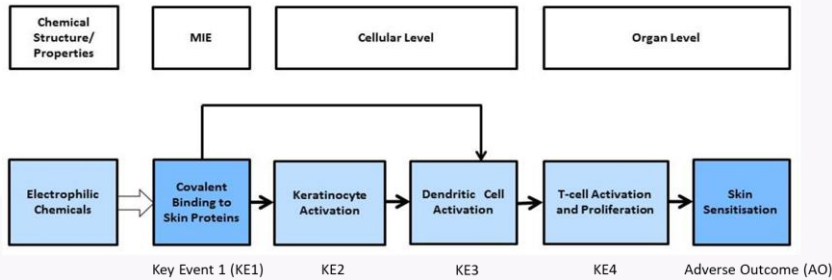 Chemical
Structure/
Properties
MIE
Cellular Level
Organ Level
Electrophilic
Chemicals
Covalent
Binding to
Skin Proteins
Keratinocyte
Activation
Dendritic Cell
Activation
T-cell Activation
and Proliferation
Skin
Sensitisation
Key Event 1 (KE1)
KE2
KE3
KE4
Adverse Outcome (AO)